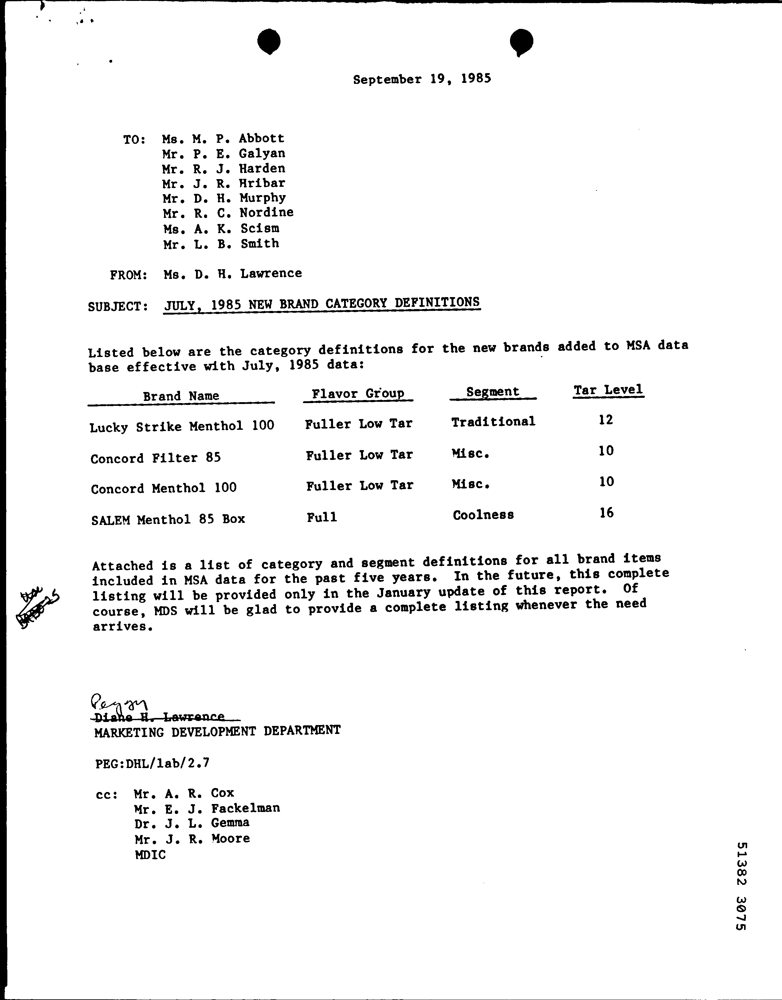 September 19, 1985
TO: Ms. M. P. Abbott
Mr. P. E. Galyan
Mr. R. J. Harden
Mr. J. R. Hribar
Mr. D. H. Murphy
Mr. R. C. Nordine
Ms. A. K. Scism
Mr. L. B. Smith
FROM: Ms. D. H. Lawrence
SUBJECT: JULY, 1985 NEW BRAND CATEGORY DEFINITIONS
Listed below are the category definitions for the new brands added to MSA data
base effective with July, 1985 data:
Brand Name Flavor Group Segment Tar Level
Lucky Strike Menthol 100 Fuller Low Tar Traditional 12
Concord Filter 85 Fuller Low Tar Misc. 10
Concord Menthol 100 Fuller Low Tar Misc. 10
SALEM Menthol 85 Box Full Coolness 16
Attached is a list of category and segment definitions for all brand items
included in MSA data for the past five years. In the future, this complete
listing will be provided only in the January update of this report. Of
course, MDS will be glad to provide a complete listing whenever the need
arrives.
Peggy
Diane H. Lawrence
MARKETING DEVELOPMENT DEPARTMENT
PEG:DHL/lab/2.7
cc: Mr. A. R. Cox
Mr. E. J. Fackelman
Dr. J. L. Gemma
Mr. J. R. Moore
MDIC
51382 3075